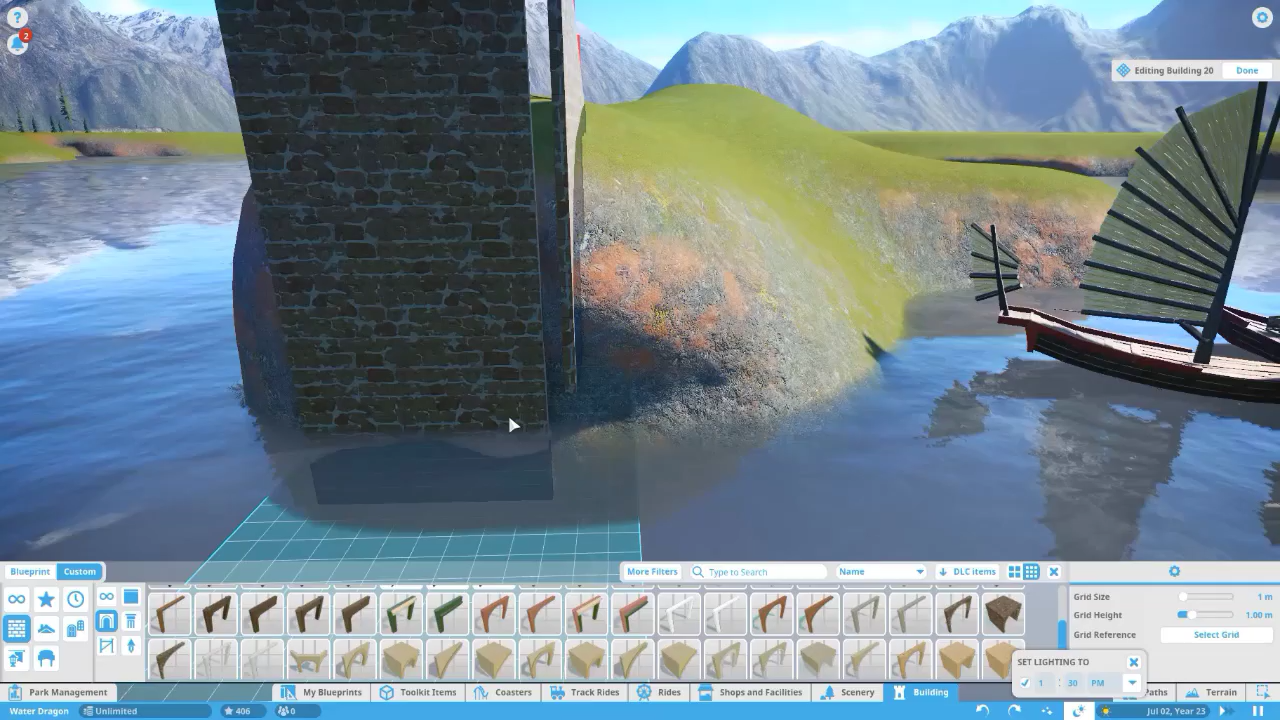 ?
2
Editing Building 20 Done
Blueprint Custom
More Filters Type to Search Name DLC items
Grid Size 1 m
Grid Height 1.00 m
Grid Reference Select Grid
SET LIGHTING TO
1 : 30 PM
Park Management My Blueprints Toolkit Items Coasters Track Rides Rides Shops and Facilities Scenery Building Paths Terrain
Water Dragon Unlimited 406 0 Jul 02, Year 23